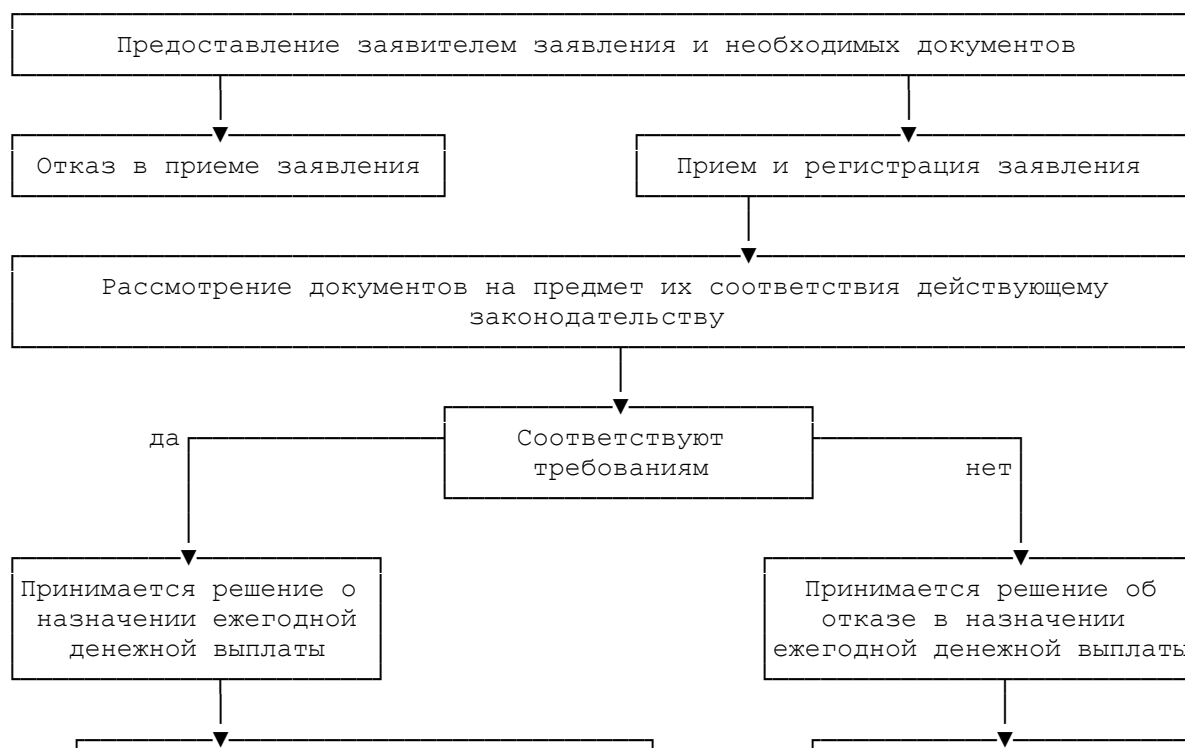 Предоставление заявителем заявления и необходимых документов
Отказ в приеме заявления
Прием и регистрация заявления
Рассмотрение документов на предмет их соответствия действующему
законодательству
да
Соответствуют
требованиям
нет
Принимается решение о
назначении ежегодной
денежной выплаты
Принимается решение об
отказе в назначении
ежегодной денежной выплаты